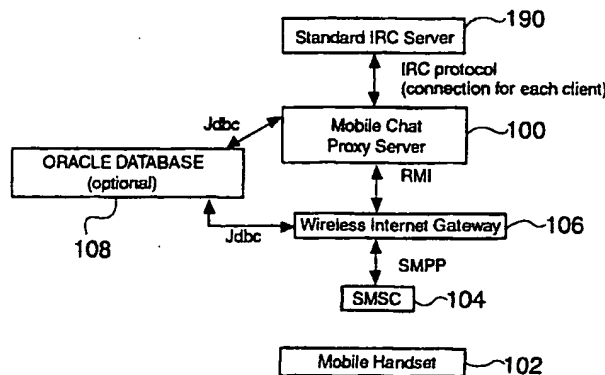 190
Standard IRC Server
IRC protocol
(connection for each client)
Jdbc
Mobile Chat
Proxy Server
100
ORACLE DATABASE
(optional)
RMI
108
Jdbc
Wireless Internet Gateway
106
SMPP
SMSC
104
Mobile Handset
102